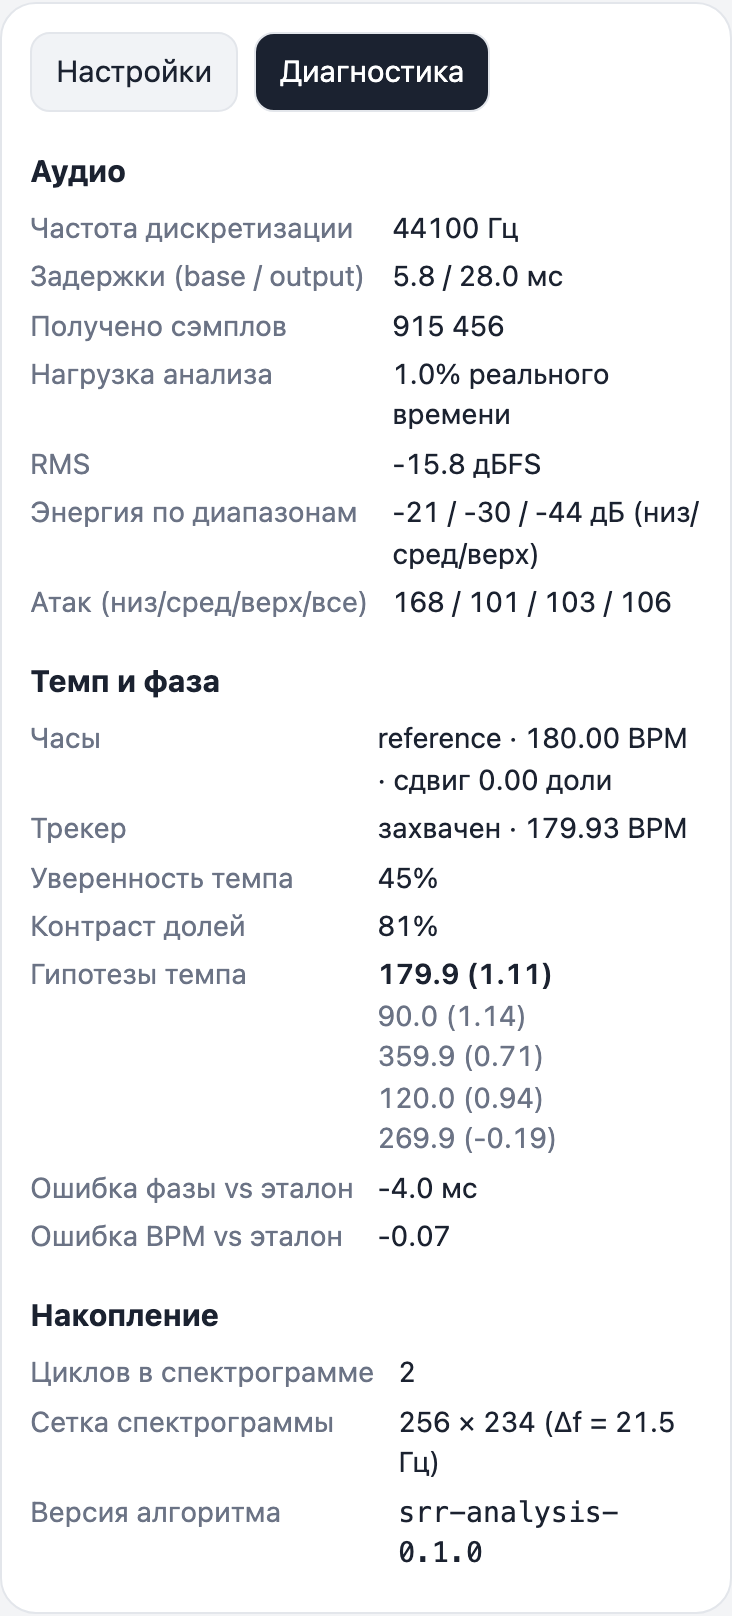 Настройки Диагностика
Аудио
Частота дискретизации 44100 Гц
Задержки (base / output) 5.8 / 28.0 мс
Получено сэмплов 915 456
Нагрузка анализа 1.0% реального
времени
RMS -15.8 дБFS
Энергия по диапазонам -21 / -30 / -44 дБ (низ/
сред/верх)
Атак (низ/сред/верх/все) 168 / 101 / 103 / 106
Темп и фаза
Часы reference · 180.00 BPM
· сдвиг 0.00 доли
Трекер захвачен · 179.93 BPM
Уверенность темпа 45%
Контраст долей 81%
Гипотезы темпа 179.9 (1.11)
90.0 (1.14)
359.9 (0.71)
120.0 (0.94)
269.9 (-0.19)
Ошибка фазы vs эталон -4.0 мс
Ошибка BPM vs эталон -0.07
Накопление
Циклов в спектрограмме 2
Сетка спектрограммы 256 × 234 (Δf = 21.5
Гц)
Версия алгоритма srr-analysis-
0.1.0